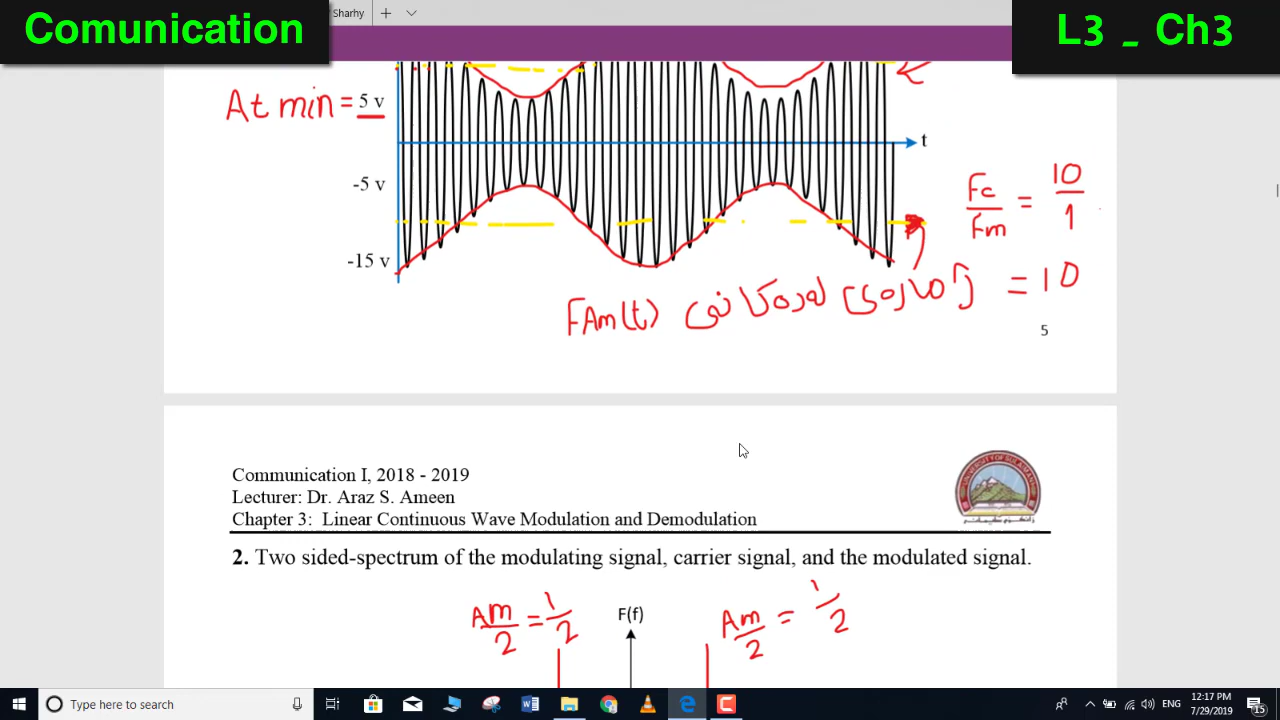 Comunication
Sharhy
L3 - Ch3
At min = 5 v
t
-5 v
Fc/Fm = 10/1
-15 v
FAm(t)
= 10
5
Communication I, 2018 - 2019
Lecturer: Dr. Araz S. Ameen
Chapter 3: Linear Continuous Wave Modulation and Demodulation
2. Two sided-spectrum of the modulating signal, carrier signal, and the modulated signal.
Am/2 = 1/2
F(f)
Am/2 = 1/2
Type here to search
ENG
12:17 PM
7/29/2019
15